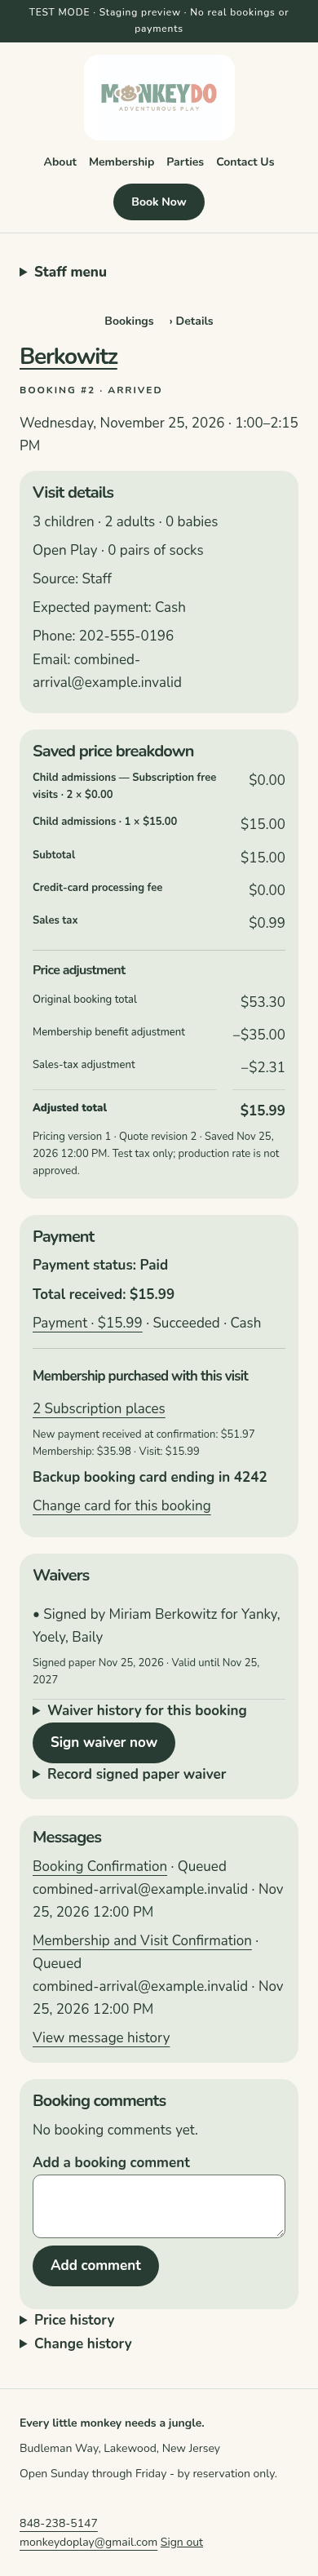 TEST MODE · Staging preview · No real bookings or
payments
MONKEYDO
ADVENTUROUS PLAY
About Membership Parties Contact Us
Book Now
▶ Staff menu
Bookings › Details
Berkowitz
BOOKING #2 · ARRIVED
Wednesday, November 25, 2026 · 1:00–2:15
PM
Visit details
3 children · 2 adults · 0 babies
Open Play · 0 pairs of socks
Source: Staff
Expected payment: Cash
Phone: 202-555-0196
Email: combined-
arrival@example.invalid
Saved price breakdown
Child admissions — Subscription free
visits · 2 × $0.00 $0.00
Child admissions · 1 × $15.00 $15.00
Subtotal $15.00
Credit-card processing fee $0.00
Sales tax $0.99
Price adjustment
Original booking total $53.30
Membership benefit adjustment –$35.00
Sales-tax adjustment –$2.31
Adjusted total $15.99
Pricing version 1 · Quote revision 2 · Saved Nov 25,
2026 12:00 PM. Test tax only; production rate is not
approved.
Payment
Payment status: Paid
Total received: $15.99
Payment · $15.99 · Succeeded · Cash
Membership purchased with this visit
2 Subscription places
New payment received at confirmation: $51.97
Membership: $35.98 · Visit: $15.99
Backup booking card ending in 4242
Change card for this booking
Waivers
• Signed by Miriam Berkowitz for Yanky,
Yoely, Baily
Signed paper Nov 25, 2026 · Valid until Nov 25,
2027
▶ Waiver history for this booking
Sign waiver now
▶ Record signed paper waiver
Messages
Booking Confirmation · Queued
combined-arrival@example.invalid · Nov
25, 2026 12:00 PM
Membership and Visit Confirmation ·
Queued
combined-arrival@example.invalid · Nov
25, 2026 12:00 PM
View message history
Booking comments
No booking comments yet.
Add a booking comment
Add comment
▶ Price history
▶ Change history
Every little monkey needs a jungle.
Budleman Way, Lakewood, New Jersey
Open Sunday through Friday - by reservation only.
848-238-5147
monkeydoplay@gmail.com Sign out